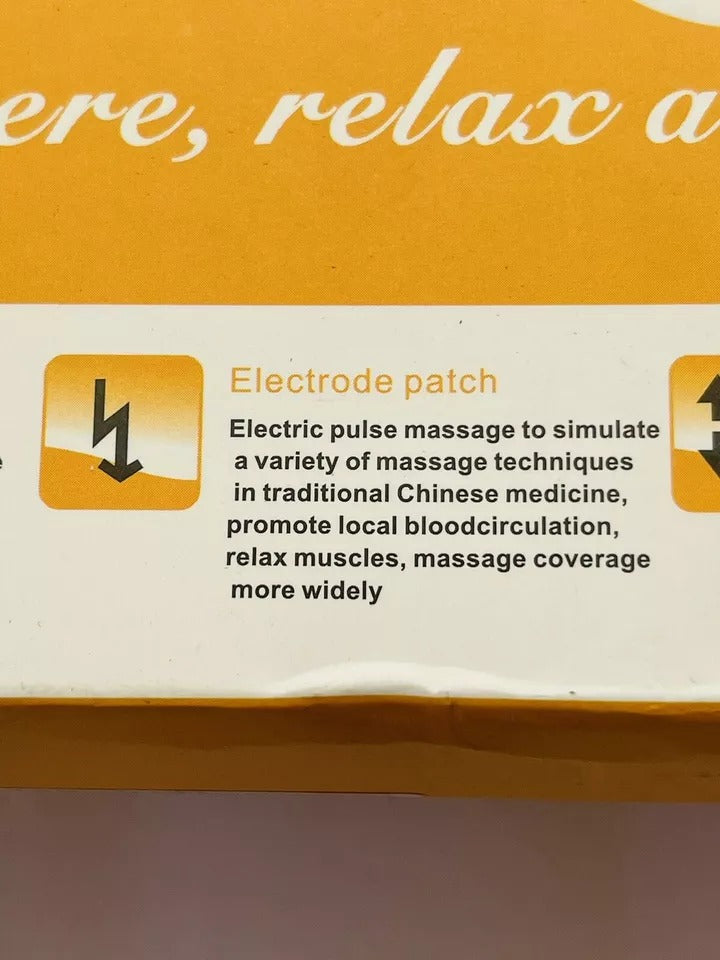 ere, relax a
Electrode patch
Electric pulse massage to simulate
a variety of massage techniques
in traditional Chinese medicine,
promote local bloodcirculation,
relax muscles, massage coverage
more widely